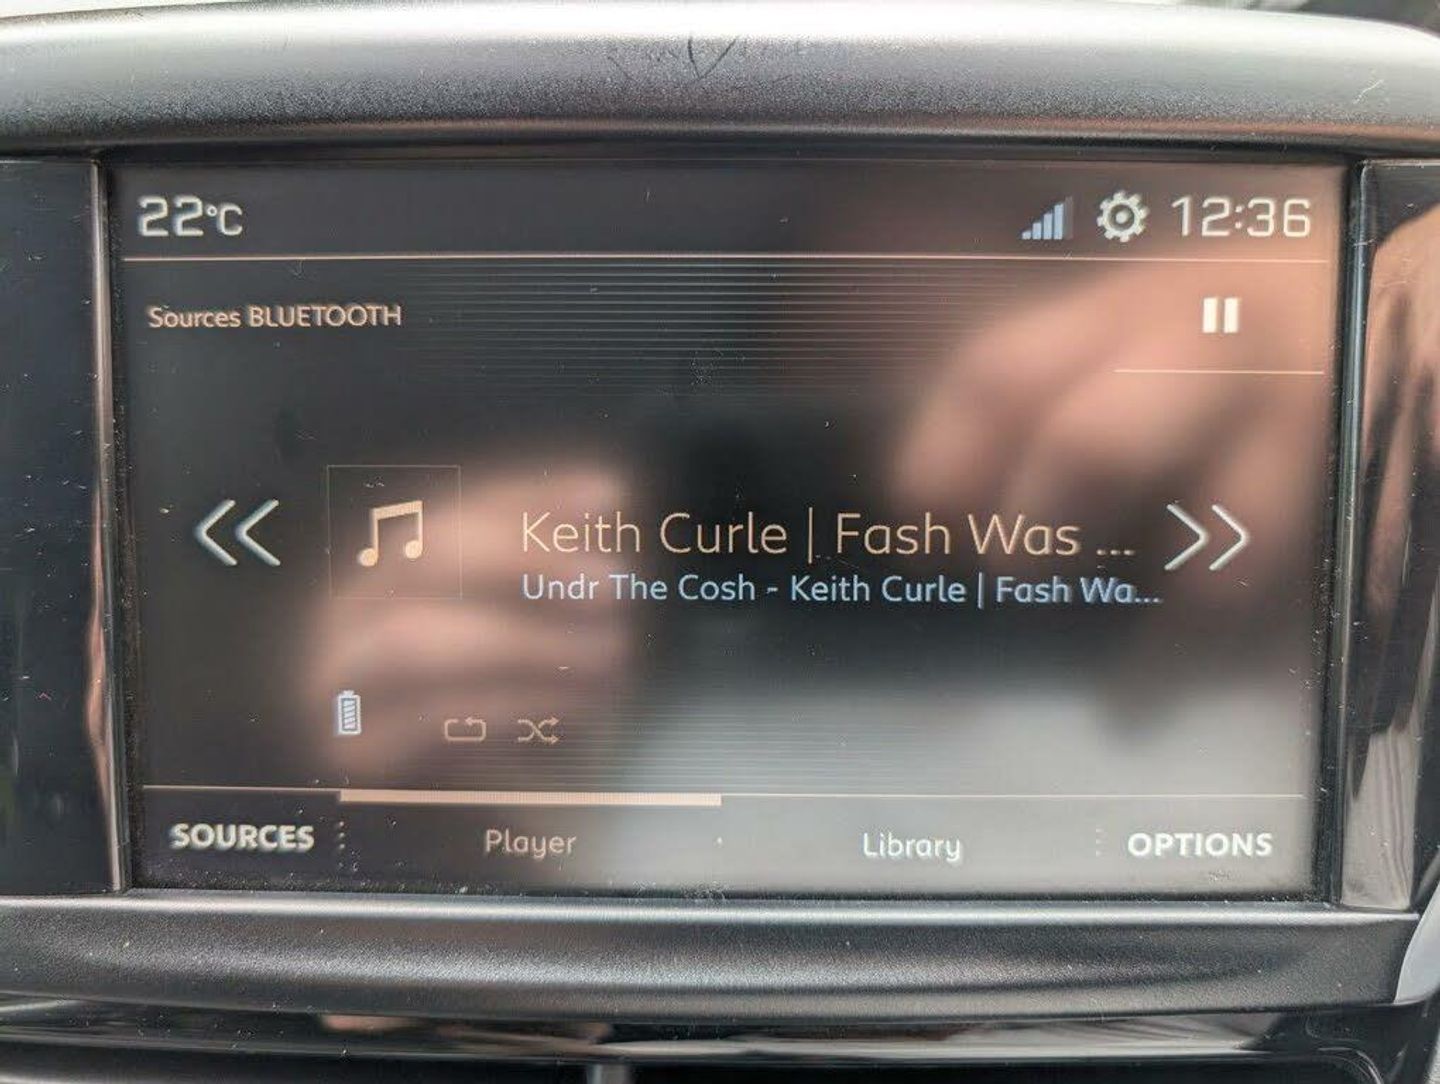 22°C 12:36
Sources BLUETOOTH
Keith Curle | Fash Was ...
Undr The Cosh - Keith Curle | Fash Wa...
SOURCES Player Library OPTIONS